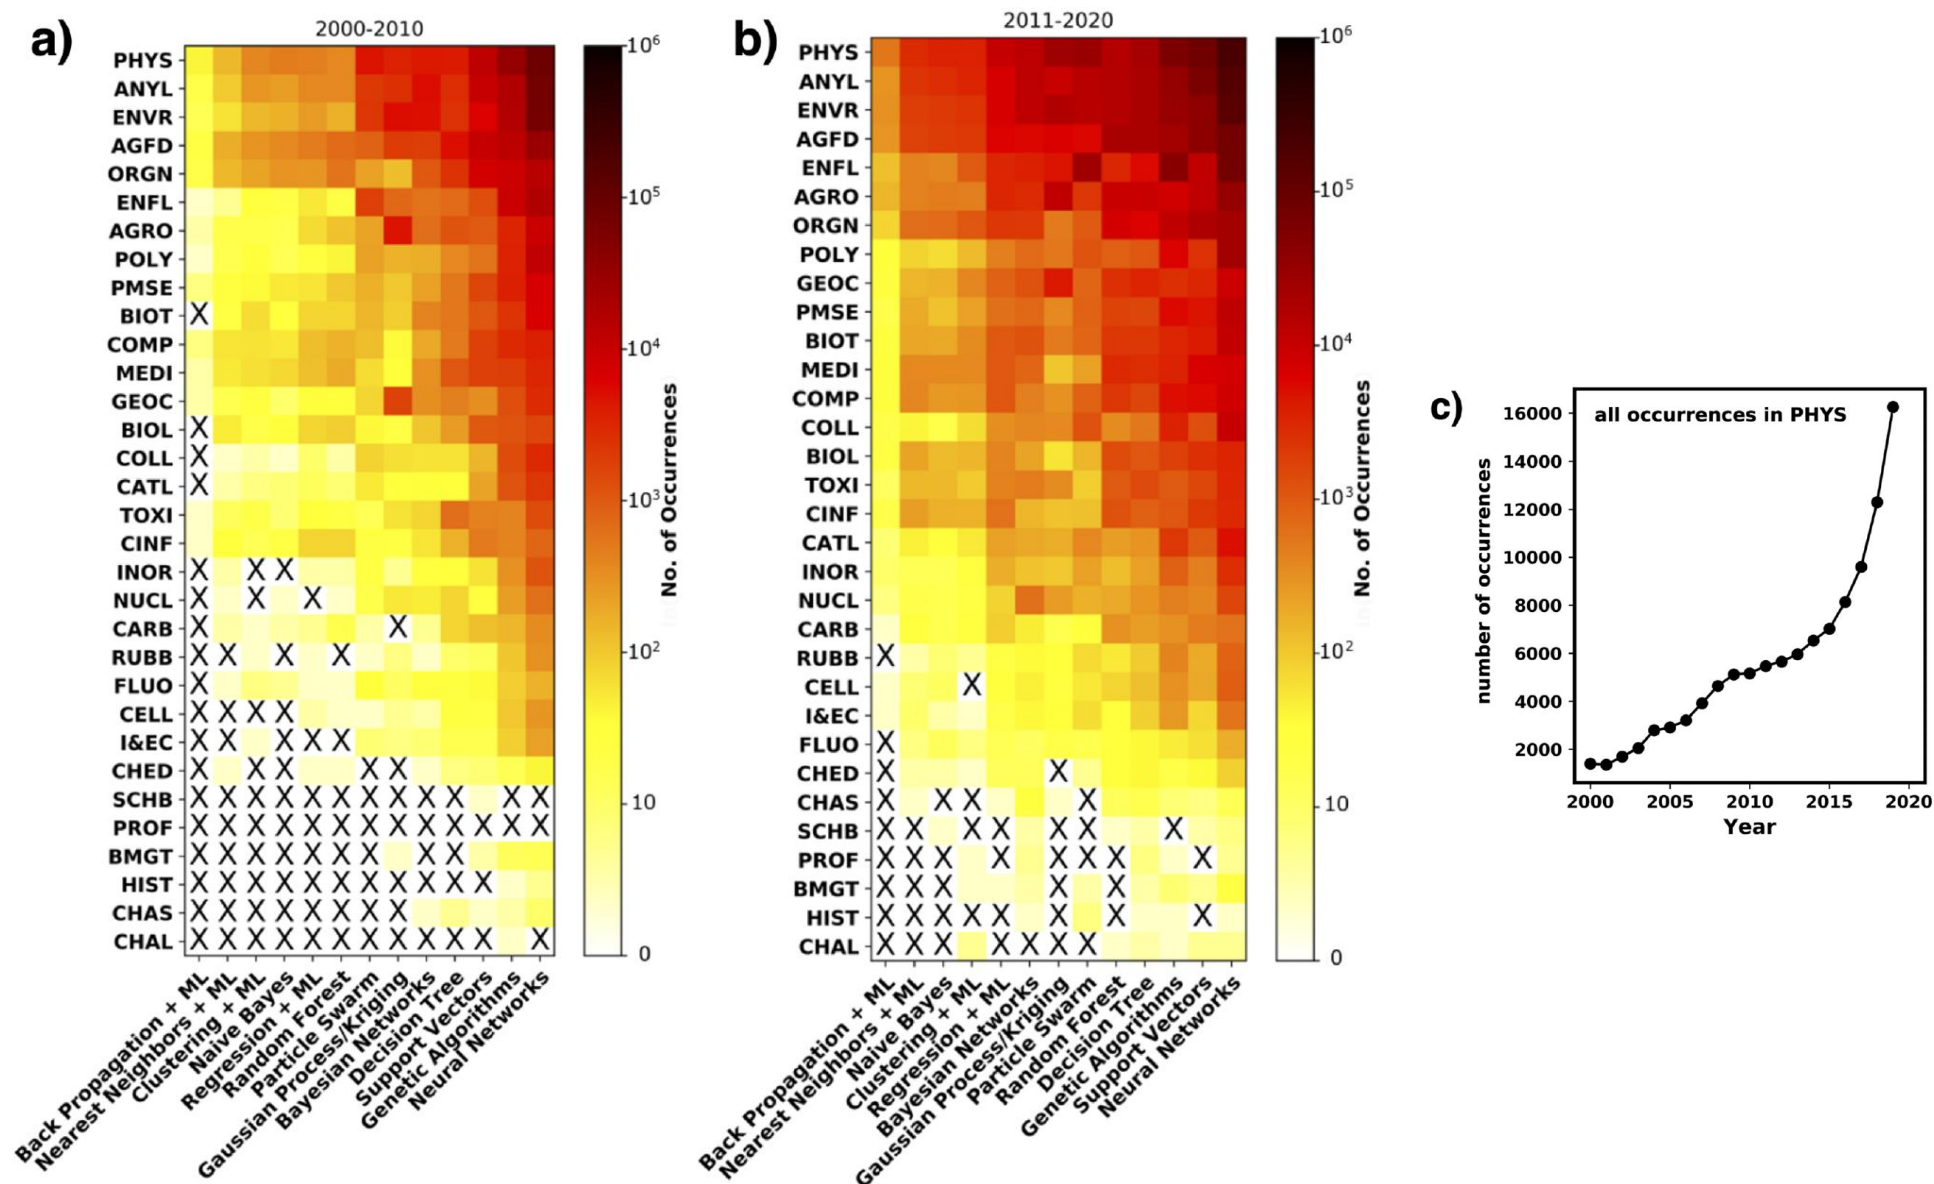 a)
2000-2010
PHYS
ANYL
ENVR
AGFD
ORGN
ENFL
AGRO
POLY
PMSE
BIOT
COMP
MEDI
GEOC
BIOL
COLL
CATL
TOXI
CINF
INOR
NUCL
CARB
RUBB
FLUO
CELL
I&EC
CHED
SCHB
PROF
BMGT
HIST
CHAS
CHAL
Back Propagation + ML
Nearest Neighbors + ML
Clustering + ML
Naive Bayes
Regression + ML
Random Forest
Particle Swarm
Gaussian Process/Kriging
Bayesian Networks
Decision Tree
Support Vectors
Genetic Algorithms
Neural Networks
10^6
10^5
10^4
10^3
10^2
10
0
No. of Occurrences
b)
2011-2020
PHYS
ANYL
ENVR
AGFD
ENFL
AGRO
ORGN
POLY
GEOC
PMSE
BIOT
MEDI
COMP
COLL
BIOL
TOXI
CINF
CATL
INOR
NUCL
CARB
RUBB
CELL
I&EC
FLUO
CHED
CHAS
SCHB
PROF
BMGT
HIST
CHAL
Back Propagation + ML
Nearest Neighbors + ML
Naive Bayes
Clustering + ML
Regression + ML
Bayesian Networks
Gaussian Process/Kriging
Particle Swarm
Random Forest
Decision Tree
Genetic Algorithms
Support Vectors
Neural Networks
10^6
10^5
10^4
10^3
10^2
10
0
No. of Occurrences
c)
all occurrences in PHYS
16000
14000
12000
10000
8000
6000
4000
2000
number of occurrences
2000 2005 2010 2015 2020
Year